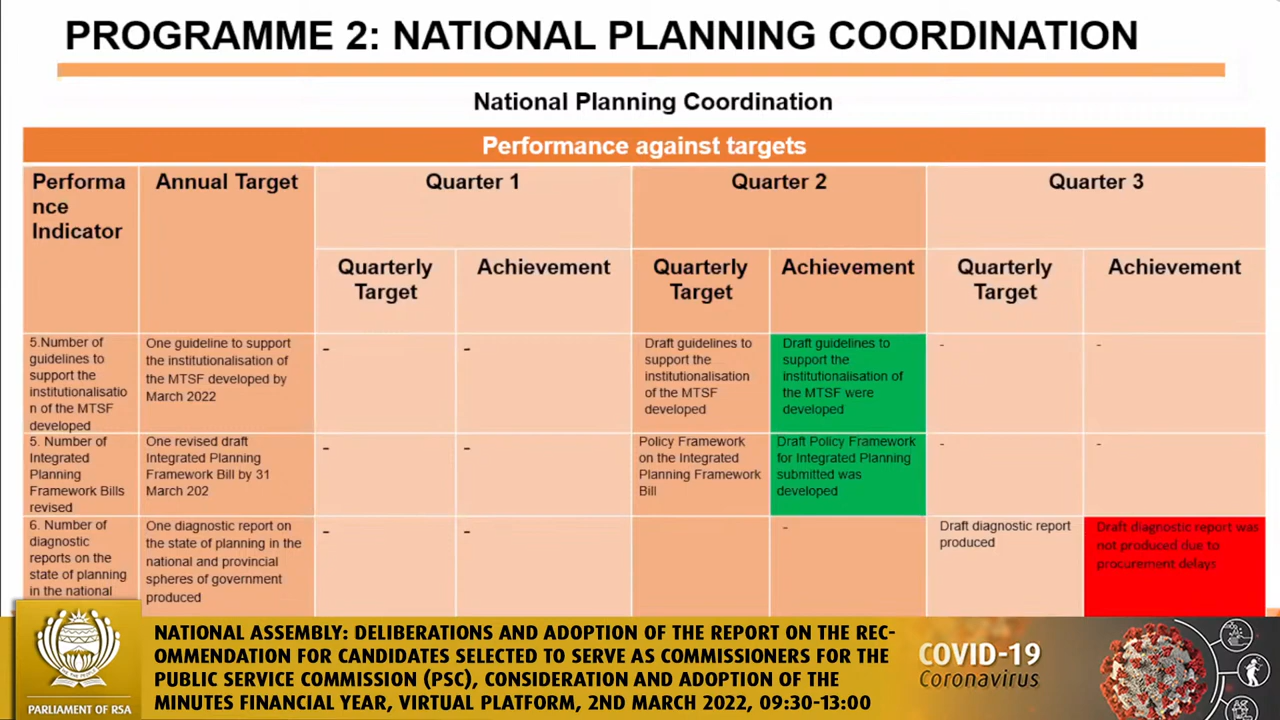 PROGRAMME 2: NATIONAL PLANNING COORDINATION
National Planning Coordination
Performance against targets
Performa
nce
Indicator
Annual Target
Quarter 1
Quarter 2
Quarter 3
Quarterly
Target
Achievement
Quarterly
Target
Achievement
Quarterly
Target
Achievement
5.Number of
guidelines to
support the
institutionalisatio
n of the MTSF
developed
One guideline to support
the institutionalisation of
the MTSF developed by
March 2022
-
-
Draft guidelines to
support the
institutionalisation
of the MTSF
developed
Draft guidelines to
support the
institutionalisation of
the MTSF were
developed
-
-
5. Number of
Integrated
Planning
Framework Bills
revised
One revised draft
Integrated Planning
Framework Bill by 31
March 202
-
-
Policy Framework
on the Integrated
Planning Framework
Bill
Draft Policy Framework
for Integrated Planning
submitted was
developed
-
-
6. Number of
diagnostic
reports on the
state of planning
in the national
One diagnostic report on
the state of planning in the
national and provincial
spheres of government
produced
-
-
-
Draft diagnostic report
produced
Draft diagnostic report was
not produced due to
procurement delays
PARLIAMENT OF RSA
NATIONAL ASSEMBLY: DELIBERATIONS AND ADOPTION OF THE REPORT ON THE REC-
OMMENDATION FOR CANDIDATES SELECTED TO SERVE AS COMMISSIONERS FOR THE
PUBLIC SERVICE COMMISSION (PSC), CONSIDERATION AND ADOPTION OF THE
MINUTES FINANCIAL YEAR, VIRTUAL PLATFORM, 2ND MARCH 2022, 09:30-13:00
COVID-19
Coronavirus